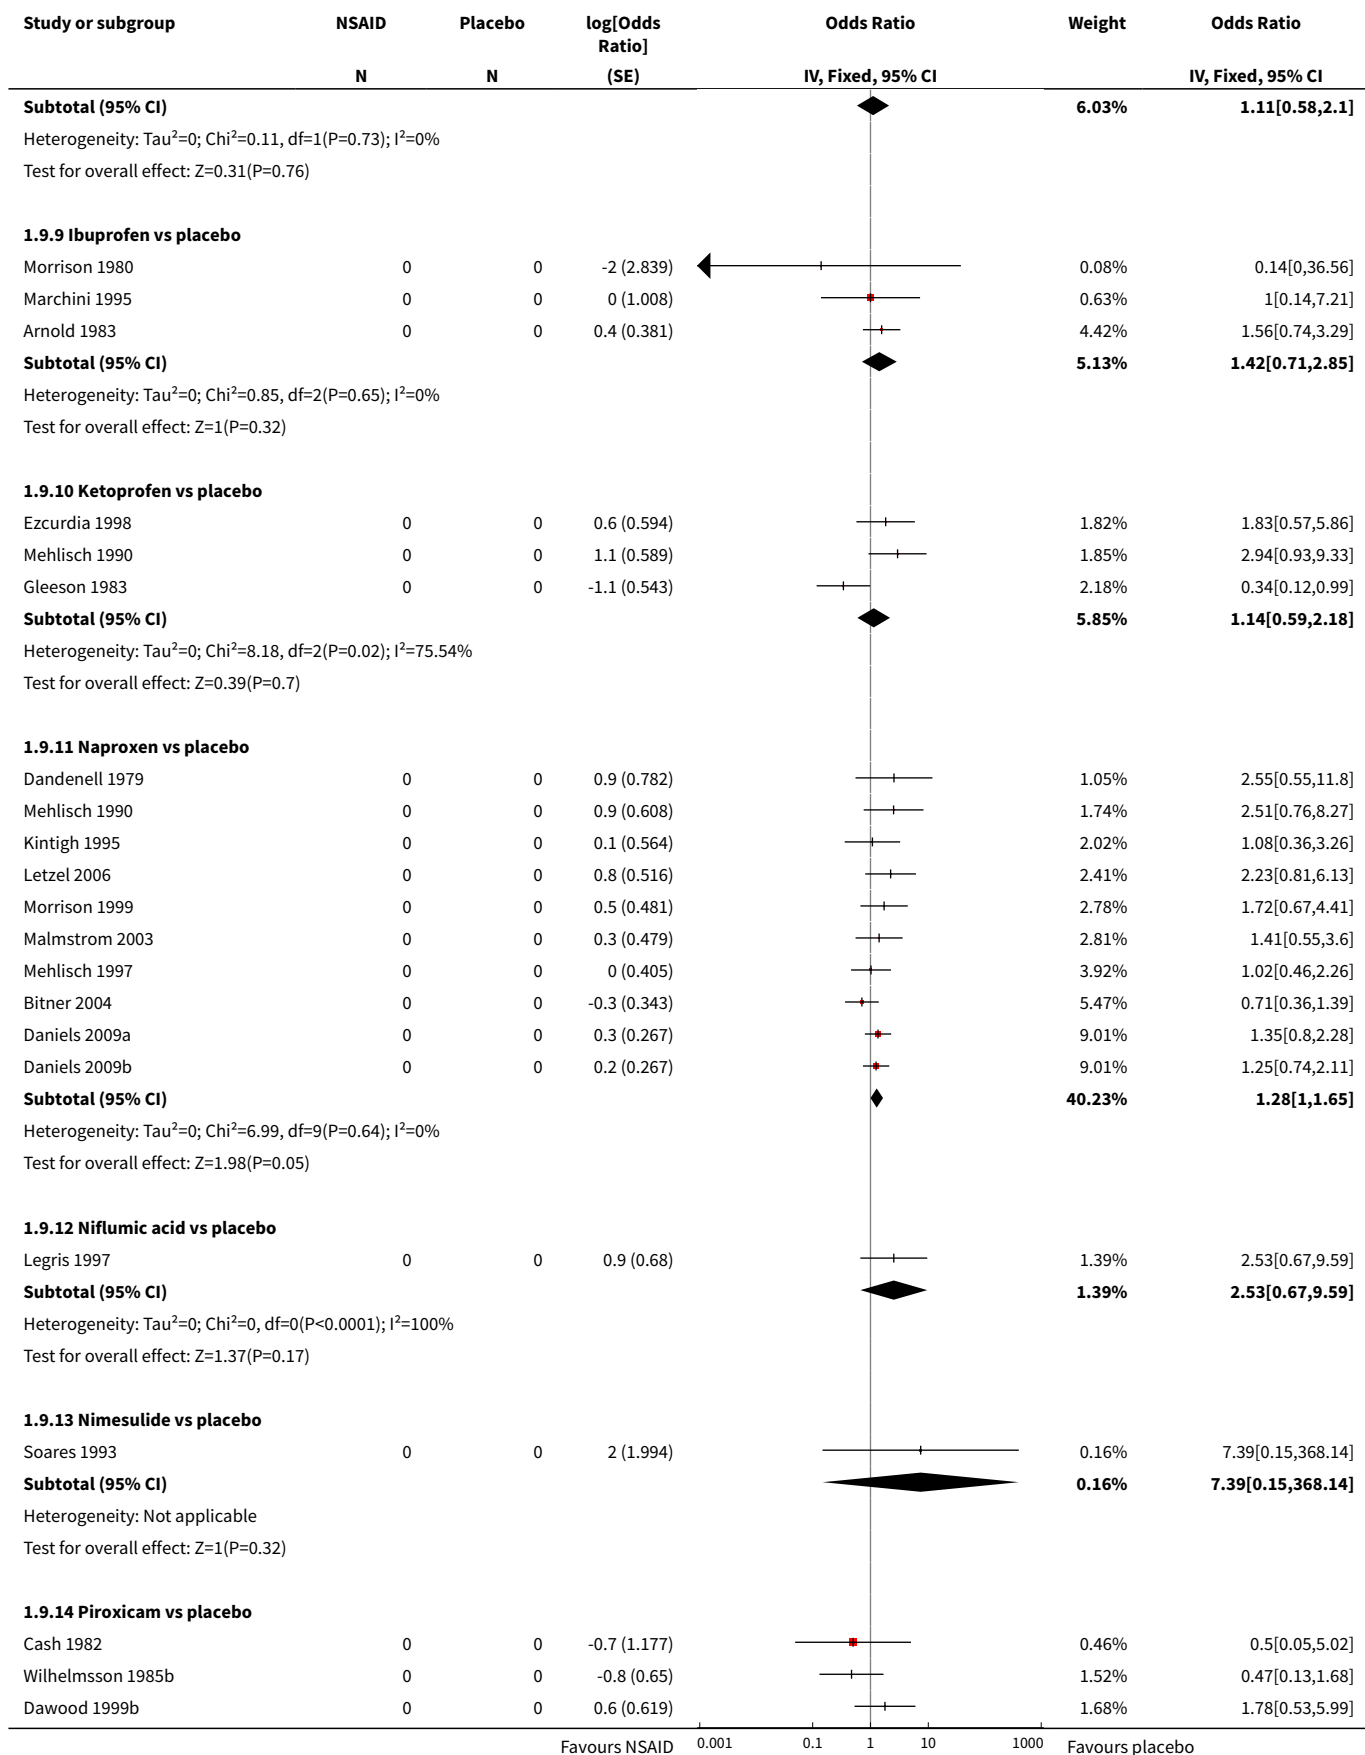 Study or subgroup NSAID Placebo log[Odds Ratio] Odds Ratio Weight Odds Ratio
N N (SE) IV, Fixed, 95% CI IV, Fixed, 95% CI
Subtotal (95% CI) 6.03% 1.11[0.58,2.1]
Heterogeneity: Tau²=0; Chi²=0.11, df=1(P=0.73); I²=0%
Test for overall effect: Z=0.31(P=0.76)
1.9.9 Ibuprofen vs placebo
Morrison 1980 0 0 -2 (2.839) 0.08% 0.14[0,36.56]
Marchini 1995 0 0 0 (1.008) 0.63% 1[0.14,7.21]
Arnold 1983 0 0 0.4 (0.381) 4.42% 1.56[0.74,3.29]
Subtotal (95% CI) 5.13% 1.42[0.71,2.85]
Heterogeneity: Tau²=0; Chi²=0.85, df=2(P=0.65); I²=0%
Test for overall effect: Z=1(P=0.32)
1.9.10 Ketoprofen vs placebo
Ezcurdia 1998 0 0 0.6 (0.594) 1.82% 1.83[0.57,5.86]
Mehlisch 1990 0 0 1.1 (0.589) 1.85% 2.94[0.93,9.33]
Gleeson 1983 0 0 -1.1 (0.543) 2.18% 0.34[0.12,0.99]
Subtotal (95% CI) 5.85% 1.14[0.59,2.18]
Heterogeneity: Tau²=0; Chi²=8.18, df=2(P=0.02); I²=75.54%
Test for overall effect: Z=0.39(P=0.7)
1.9.11 Naproxen vs placebo
Dandenell 1979 0 0 0.9 (0.782) 1.05% 2.55[0.55,11.8]
Mehlisch 1990 0 0 0.9 (0.608) 1.74% 2.51[0.76,8.27]
Kintigh 1995 0 0 0.1 (0.564) 2.02% 1.08[0.36,3.26]
Letzel 2006 0 0 0.8 (0.516) 2.41% 2.23[0.81,6.13]
Morrison 1999 0 0 0.5 (0.481) 2.78% 1.72[0.67,4.41]
Malmstrom 2003 0 0 0.3 (0.479) 2.81% 1.41[0.55,3.6]
Mehlisch 1997 0 0 0 (0.405) 3.92% 1.02[0.46,2.26]
Bitner 2004 0 0 -0.3 (0.343) 5.47% 0.71[0.36,1.39]
Daniels 2009a 0 0 0.3 (0.267) 9.01% 1.35[0.8,2.28]
Daniels 2009b 0 0 0.2 (0.267) 9.01% 1.25[0.74,2.11]
Subtotal (95% CI) 40.23% 1.28[1,1.65]
Heterogeneity: Tau²=0; Chi²=6.99, df=9(P=0.64); I²=0%
Test for overall effect: Z=1.98(P=0.05)
1.9.12 Niflumic acid vs placebo
Legris 1997 0 0 0.9 (0.68) 1.39% 2.53[0.67,9.59]
Subtotal (95% CI) 1.39% 2.53[0.67,9.59]
Heterogeneity: Tau²=0; Chi²=0, df=0(P<0.0001); I²=100%
Test for overall effect: Z=1.37(P=0.17)
1.9.13 Nimesulide vs placebo
Soares 1993 0 0 2 (1.994) 0.16% 7.39[0.15,368.14]
Subtotal (95% CI) 0.16% 7.39[0.15,368.14]
Heterogeneity: Not applicable
Test for overall effect: Z=1(P=0.32)
1.9.14 Piroxicam vs placebo
Cash 1982 0 0 -0.7 (1.177) 0.46% 0.5[0.05,5.02]
Wilhelmsson 1985b 0 0 -0.8 (0.65) 1.52% 0.47[0.13,1.68]
Dawood 1999b 0 0 0.6 (0.619) 1.68% 1.78[0.53,5.99]
Favours NSAID 0.001 0.1 1 10 1000 Favours placebo